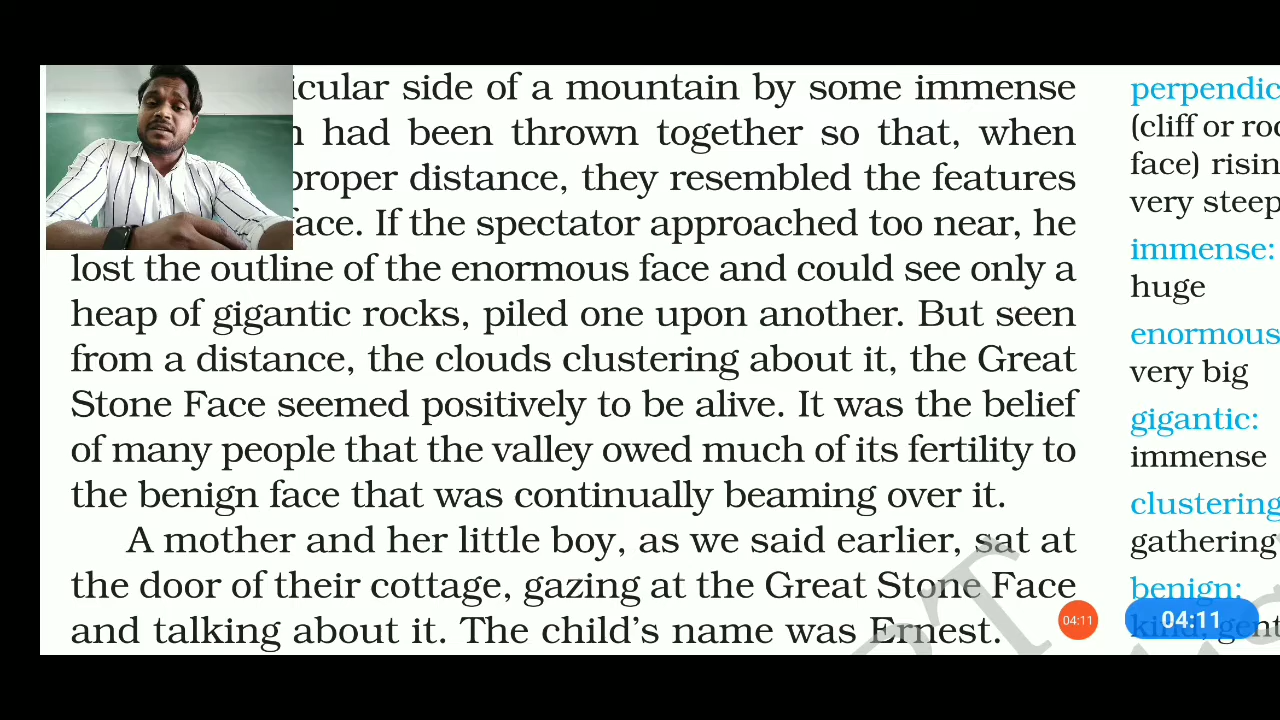 icular side of a mountain by some immense
had been thrown together so that, when
proper distance, they resembled the features
face. If the spectator approached too near, he
lost the outline of the enormous face and could see only a
heap of gigantic rocks, piled one upon another. But seen
from a distance, the clouds clustering about it, the Great
Stone Face seemed positively to be alive. It was the belief
of many people that the valley owed much of its fertility to
the benign face that was continually beaming over it.
A mother and her little boy, as we said earlier, sat at
the door of their cottage, gazing at the Great Stone Face
and talking about it. The child's name was Ernest.
perpendic
(cliff or roc
face) risin
very steep
immense:
huge
enormous
very big
gigantic:
immense
clustering
gathering
benign:
kind, gent
04:11
04:11